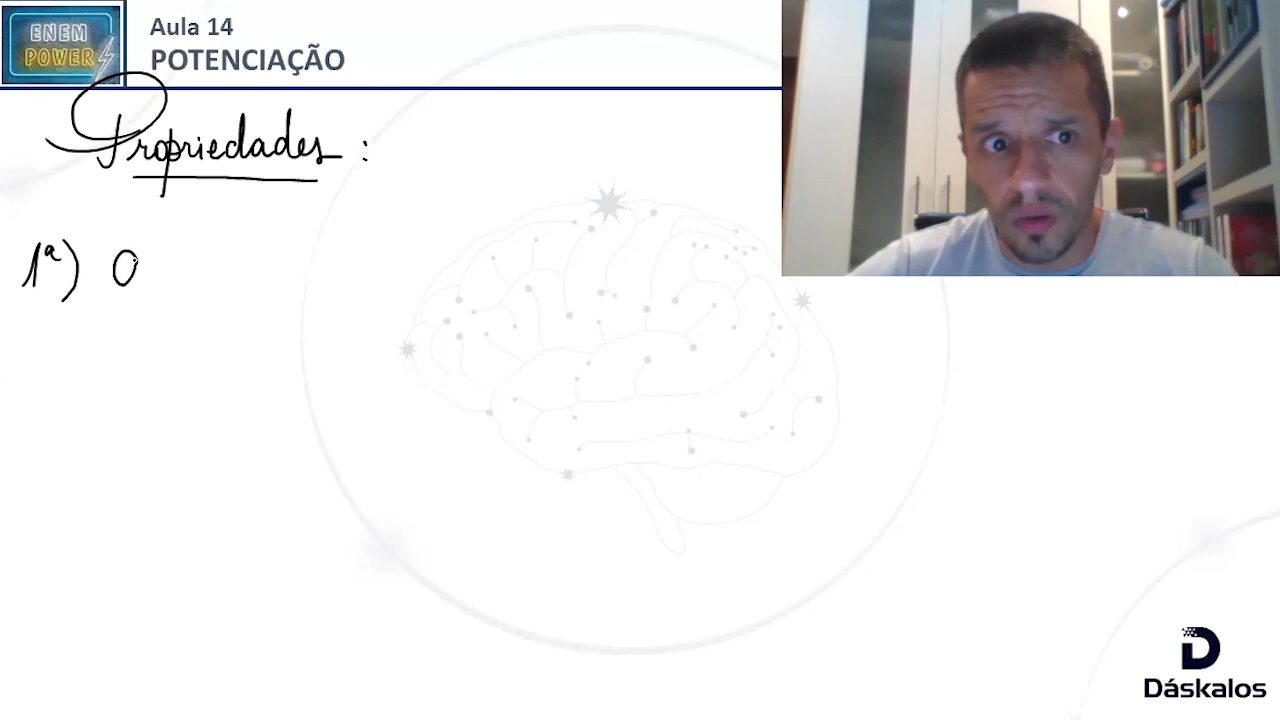 ENEM
POWER
Aula 14
POTENCIAÇÃO
Propriedades :
1ª) 0
Dáskalos